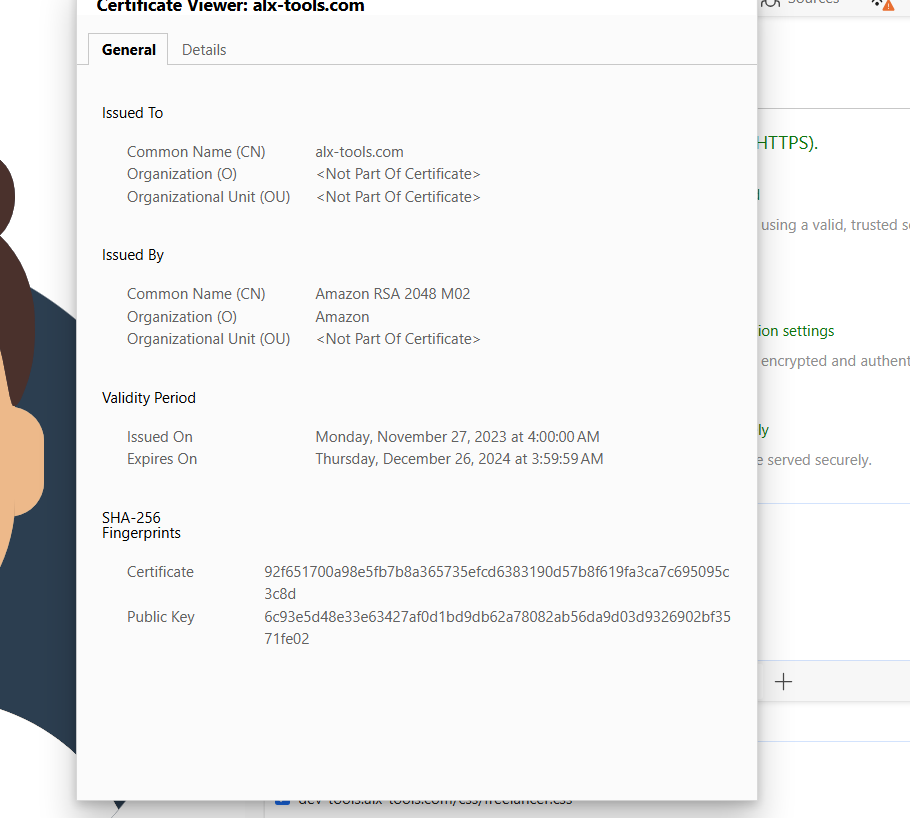 Certificate Viewer: alx-tools.com
Sources
General Details
Issued To
Common Name (CN) alx-tools.com
Organization (O) <Not Part Of Certificate>
Organizational Unit (OU) <Not Part Of Certificate>
Issued By
Common Name (CN) Amazon RSA 2048 M02
Organization (O) Amazon
Organizational Unit (OU) <Not Part Of Certificate>
Validity Period
Issued On Monday, November 27, 2023 at 4:00:00 AM
Expires On Thursday, December 26, 2024 at 3:59:59 AM
SHA-256
Fingerprints
Certificate 92f651700a98e5fb7b8a365735efcd6383190d57b8f619fa3ca7c695095c
3c8d
Public Key 6c93e5d48e33e63427af0d1bd9db62a78082ab56da9d03d9326902bf35
71fe02
HTTPS).
using a valid, trusted se
ion settings
encrypted and authent
ly
e served securely.
dev-tools.alx-tools.com/css/freelancer.css